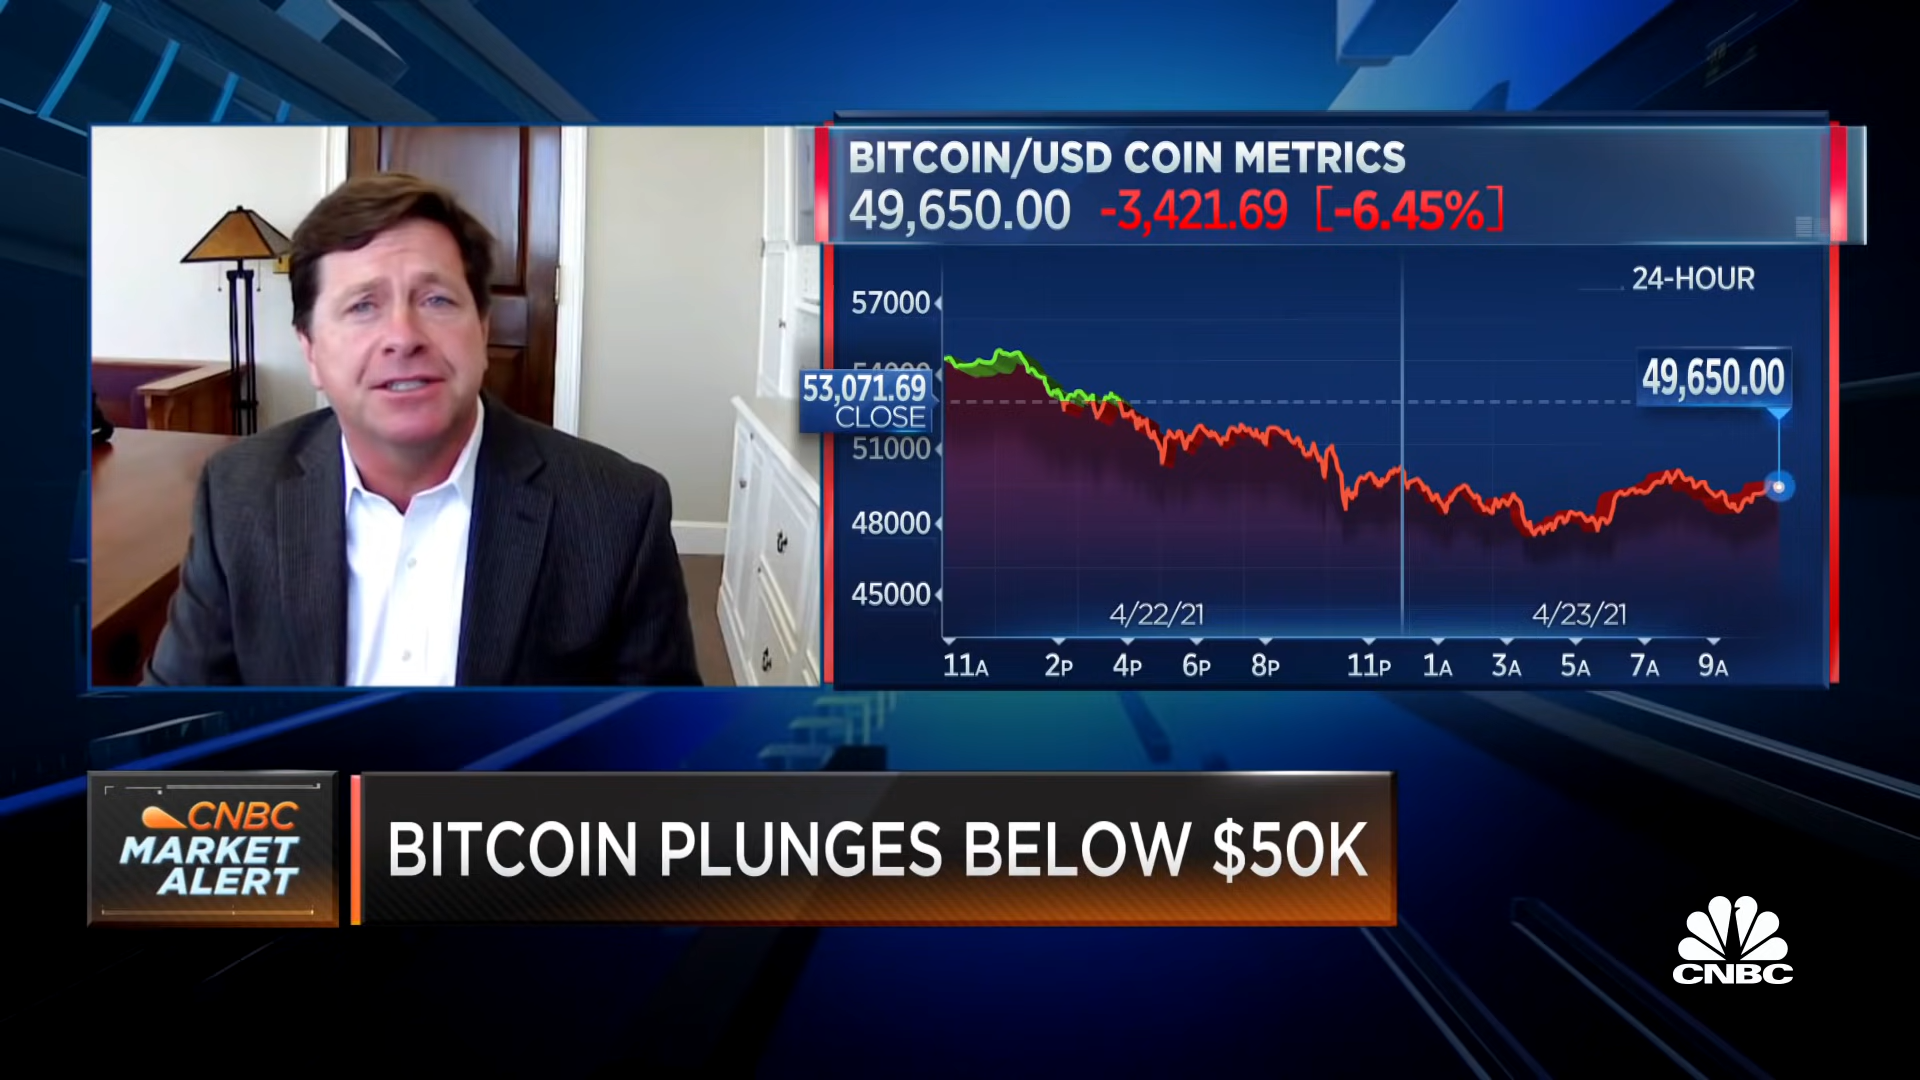 BITCOIN/USD COIN METRICS
49,650.00 -3,421.69 [-6.45%]
24-HOUR
57000
54000
53,071.69
CLOSE
51000
48000
45000
49,650.00
4/22/21 4/23/21
11A 2P 4P 6P 8P 11P 1A 3A 5A 7A 9A
CNBC
MARKET
ALERT
BITCOIN PLUNGES BELOW $50K
CNBC